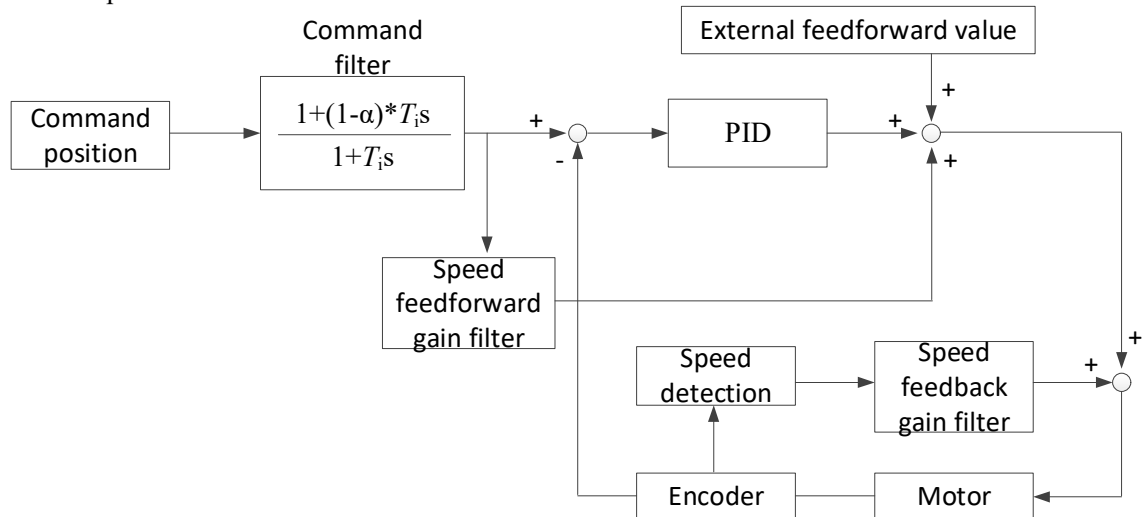 External feedforward value
Command
filter
1+(1-α)*Tᵢs
1+Tᵢs
Command
position
+
-
PID
+
+
+
Speed
feedforward
gain filter
Speed
detection
Speed
feedback
gain filter
+
+
Encoder
Motor